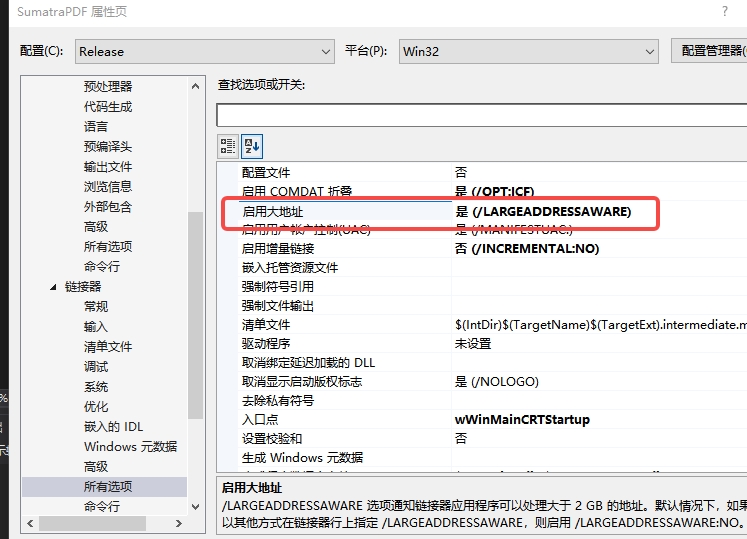 SumatraPDF 属性页
?
配置(C): Release 平台(P): Win32 配置管理器(
预处理器
代码生成
语言
预编译头
输出文件
浏览信息
外部包含
高级
所有选项
命令行
链接器
常规
输入
清单文件
调试
系统
优化
嵌入的 IDL
Windows 元数据
高级
所有选项
命令行
查找选项或开关:
配置文件 否
启用 COMDAT 折叠 是 (/OPT:ICF)
启用大地址 是 (/LARGEADDRESSAWARE)
启用用户帐户控制(UAC) 是 (/MANIFESTUAC:)
启用增量链接 否 (/INCREMENTAL:NO)
嵌入托管资源文件
强制符号引用
强制文件输出
清单文件 $(IntDir)$(TargetName)$(TargetExt).intermediate.m
驱动程序 未设置
取消绑定延迟加载的 DLL
取消显示启动版权标志 是 (/NOLOGO)
去除私有符号
入口点 wWinMainCRTStartup
设置校验和 否
生成 Windows 元数据
启用大地址
/LARGEADDRESSAWARE 选项通知链接器应用程序可以处理大于 2 GB 的地址。默认情况下，如果
以其他方式在链接器行上指定 /LARGEADDRESSAWARE，则启用 /LARGEADDRESSAWARE:NO。